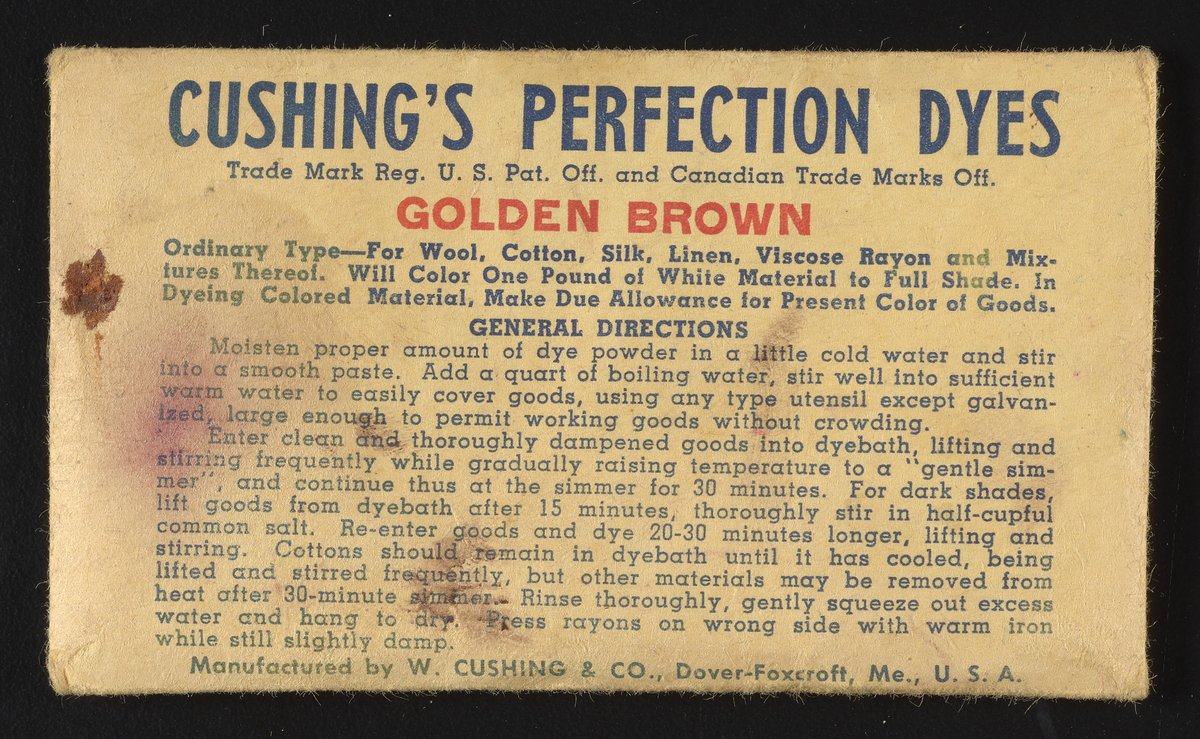 CUSHING'S PERFECTION DYES
Trade Mark Reg. U. S. Pat. Off. and Canadian Trade Marks Off.
GOLDEN BROWN
Ordinary Type—For Wool, Cotton, Silk, Linen, Viscose Rayon and Mix-
tures Thereof. Will Color One Pound of White Material to Full Shade. In
Dyeing Colored Material, Make Due Allowance for Present Color of Goods.
GENERAL DIRECTIONS
Moisten proper amount of dye powder in a little cold water and stir
into a smooth paste. Add a quart of boiling water, stir well into sufficient
warm water to easily cover goods, using any type utensil except galvan-
ized, large enough to permit working goods without crowding.
Enter clean and thoroughly dampened goods into dyebath, lifting and
stirring frequently while gradually raising temperature to a "gentle sim-
mer", and continue thus at the simmer for 30 minutes. For dark shades,
lift goods from dyebath after 15 minutes, thoroughly stir in half-cupful
common salt. Re-enter goods and dye 20-30 minutes longer, lifting and
stirring. Cottons should remain in dyebath until it has cooled, being
lifted and stirred frequently, but other materials may be removed from
heat after 30-minute simmer. Rinse thoroughly, gently squeeze out excess
water and hang to dry. Press rayons on wrong side with warm iron
while still slightly damp.
Manufactured by W. CUSHING & CO., Dover-Foxcroft, Me., U. S. A.